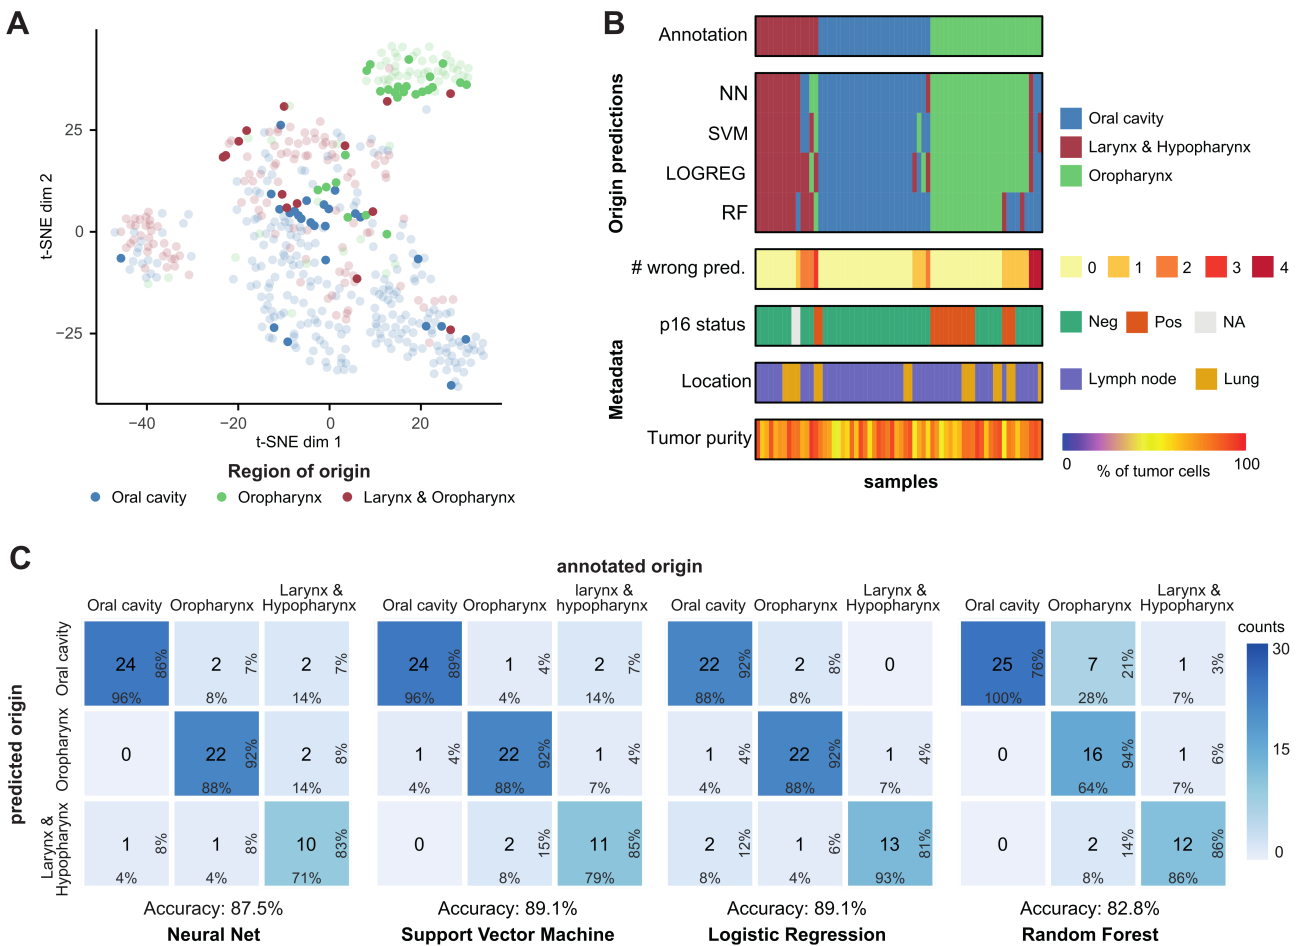 A
25
0
−25
−40
−20
0
20
t-SNE dim 2
t-SNE dim 1
Region of origin
Oral cavity
Oropharynx
Larynx & Oropharynx
B
Annotation
Origin predictions
NN
SVM
LOGREG
RF
Oral cavity
Larynx & Hypopharynx
Oropharynx
# wrong pred.
0 1 2 3 4
Metadata
p16 status
Neg Pos NA
Location
Lymph node Lung
Tumor purity
0 100
% of tumor cells
samples
C
annotated origin
predicted origin
Oral cavity
Oropharynx
Larynx &
Hypopharynx
Oral cavity Oropharynx Larynx &
Hypopharynx
24 86% 2 7% 2 7%
96% 8% 14%
0 22 92% 2 8%
88% 14%
1 8% 1 8% 10 83%
4% 4% 71%
Accuracy: 87.5%
Neural Net
Oral cavity Oropharynx larynx &
hypopharynx
24 89% 1 4% 2 7%
96% 4% 14%
1 4% 22 92% 1 4%
4% 88% 7%
0 2 15% 11 85%
8% 79%
Accuracy: 89.1%
Support Vector Machine
Oral cavity Oropharynx Larynx &
Hypopharynx
22 92% 2 8% 0
88% 8%
1 4% 22 92% 1 4%
4% 88% 7%
2 12% 1 6% 13 81%
8% 4% 93%
Accuracy: 89.1%
Logistic Regression
Oral cavity Oropharynx Larynx &
Hypopharynx
25 76% 7 21% 1 3%
100% 28% 7%
0 16 94% 1 6%
64% 7%
0 2 14% 12 86%
8% 86%
Accuracy: 82.8%
Random Forest
counts
30
15
0